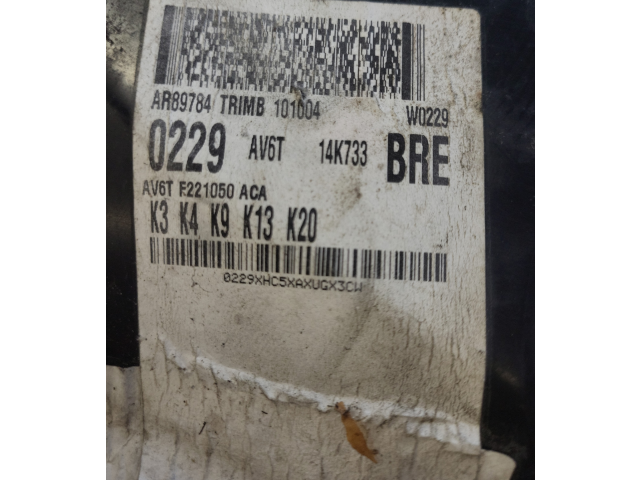 AR89784 TRIMB 101004 W0229
0229 AV6T 14K733 BRE
AV6T F221050 ACA
K3 K4 K9 K13 K20
0229XHC5XAXUGX3CW